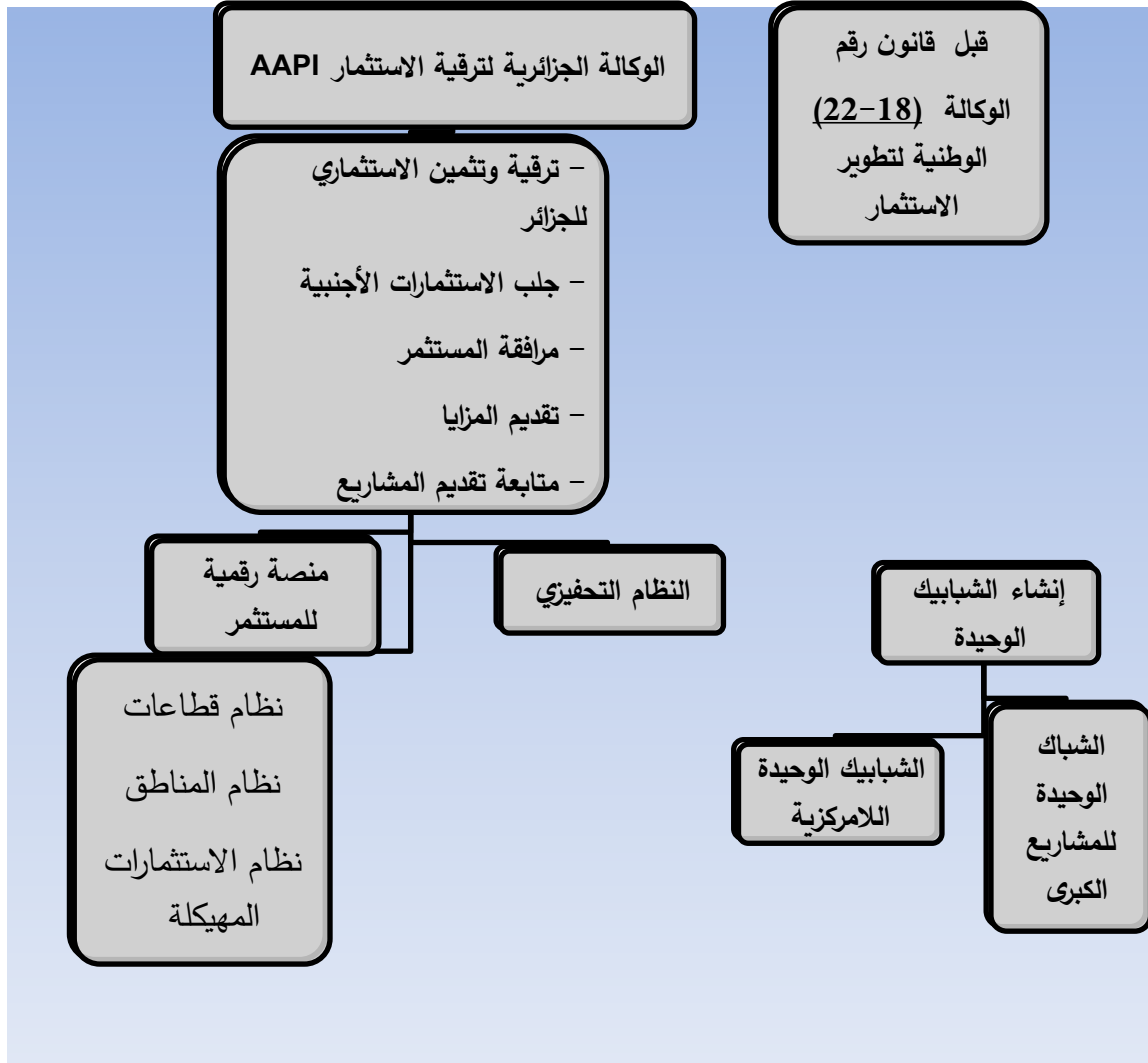 قبل قانون رقم
(22-18) الوكالة
الوطنية لتطوير
الاستثمار
الوكالة الجزائرية لترقية الاستثمار AAPI
- ترقية وتثمين الاستثماري
للجزائر
- جلب الاستثمارات الأجنبية
- مرافقة المستثمر
- تقديم المزايا
- متابعة تقديم المشاريع
النظام التحفيزي
منصة رقمية
للمستثمر
نظام قطاعات
نظام المناطق
نظام الاستثمارات
المهيكلة
إنشاء الشبابيك
الوحيدة
الشباك
الوحيدة
للمشاريع
الكبرى
الشبابيك الوحيدة
اللامركزية